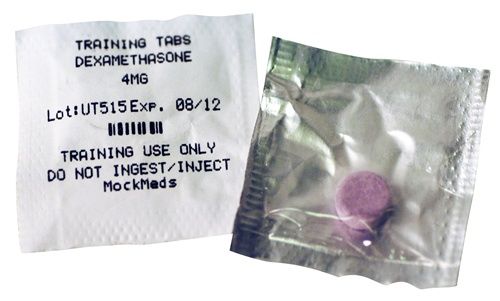 TRAINING TABS
DEXAMETHASONE
4MG
Lot:UT515 Exp. 08/12
TRAINING USE ONLY
DO NOT INGEST/INJECT
MockMeds